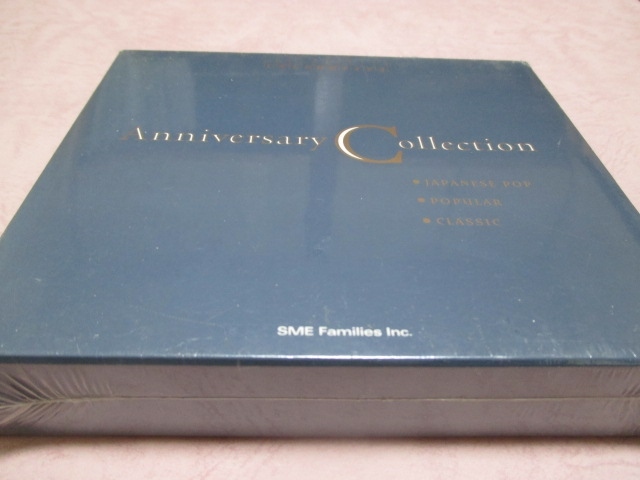 Anniversary Collection
■ JAPANESE POP
■ POPULAR
■ CLASSIC
SME Families Inc.